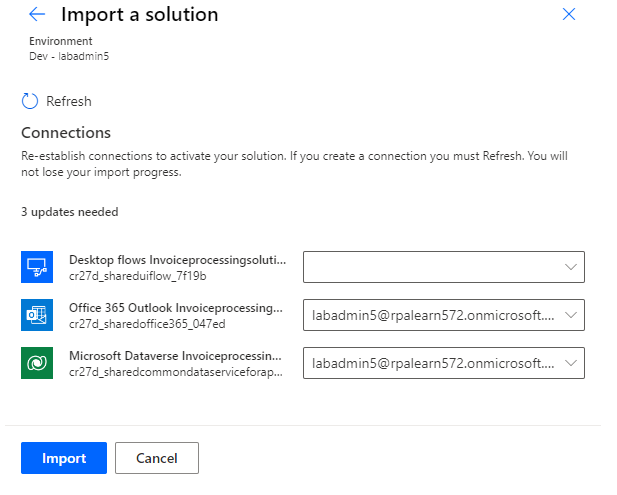 Import a solution
Environment
Dev - labadmin5
Refresh
Connections
Re-establish connections to activate your solution. If you create a connection you must Refresh. You will
not lose your import progress.
3 updates needed
Desktop flows Invoiceprocessingsoluti...
cr27d_shareduiflow_7f19b
Office 365 Outlook Invoiceprocessing...
cr27d_sharedoffice365_047ed
labadmin5@rpalearn572.onmicrosoft....
Microsoft Dataverse Invoiceprocessin...
cr27d_sharedcommondataserviceforap...
labadmin5@rpalearn572.onmicrosoft....
Import
Cancel